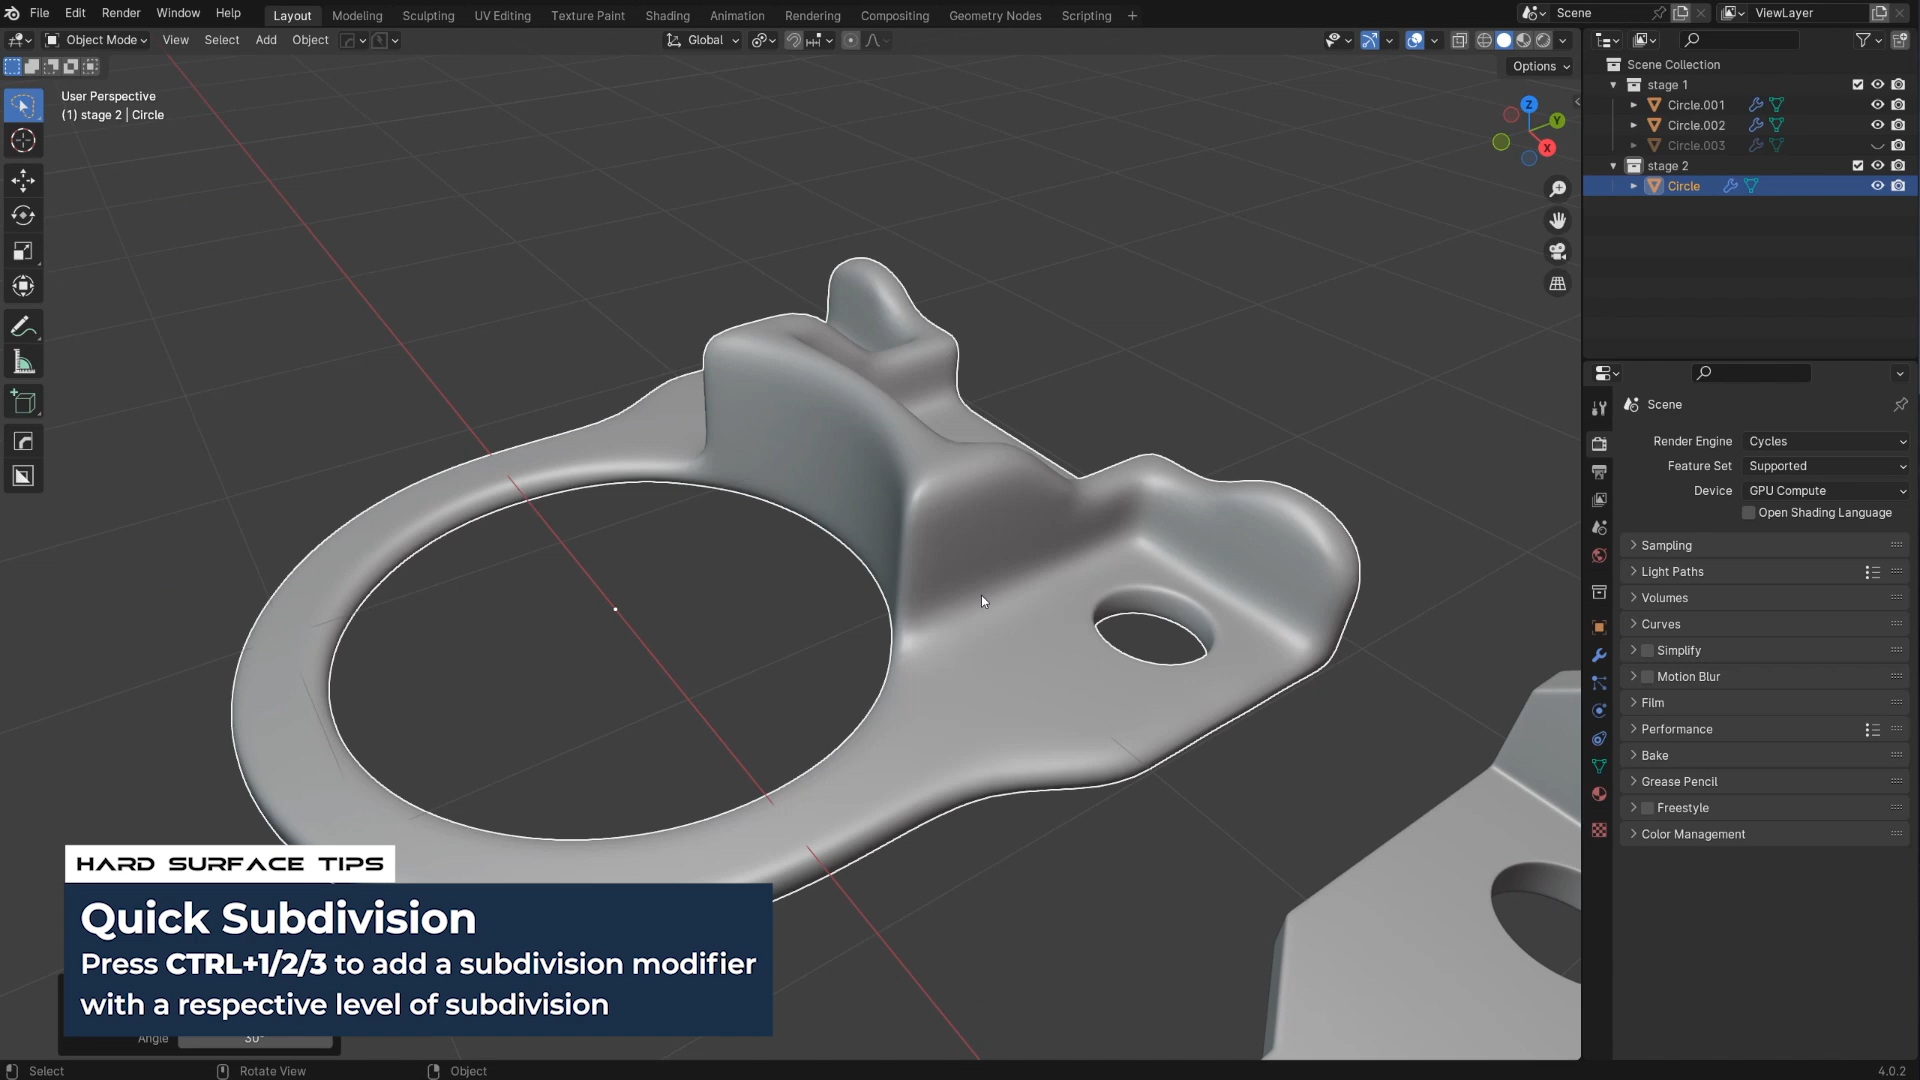 File Edit Render Window Help
Layout Modeling Sculpting UV Editing Texture Paint Shading Animation Rendering Compositing Geometry Nodes Scripting +
Scene
ViewLayer
Object Mode View Select Add Object
Global
Options
User Perspective
(1) stage 2 | Circle
Z
Y
X
Scene Collection
stage 1
Circle.001
Circle.002
Circle.003
stage 2
Circle
Scene
Render Engine Cycles
Feature Set Supported
Device GPU Compute
Open Shading Language
Sampling
Light Paths
Volumes
Curves
Simplify
Motion Blur
Film
Performance
Bake
Grease Pencil
Freestyle
Color Management
HARD SURFACE TIPS
Quick Subdivision
Press CTRL+1/2/3 to add a subdivision modifier
with a respective level of subdivision
Angle 30°
Select Rotate View Object
4.0.2